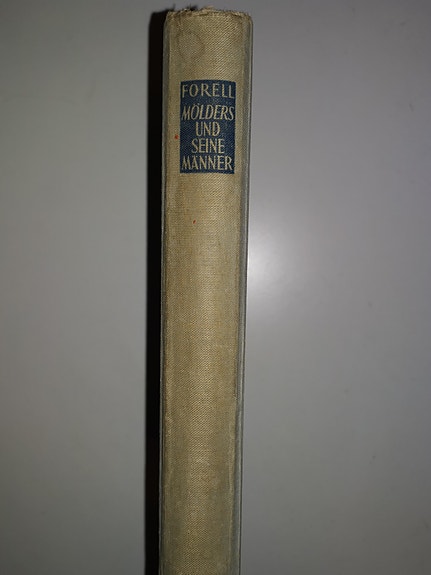 FORELL
MÖLDERS
UND
SEINE
MÄNNER